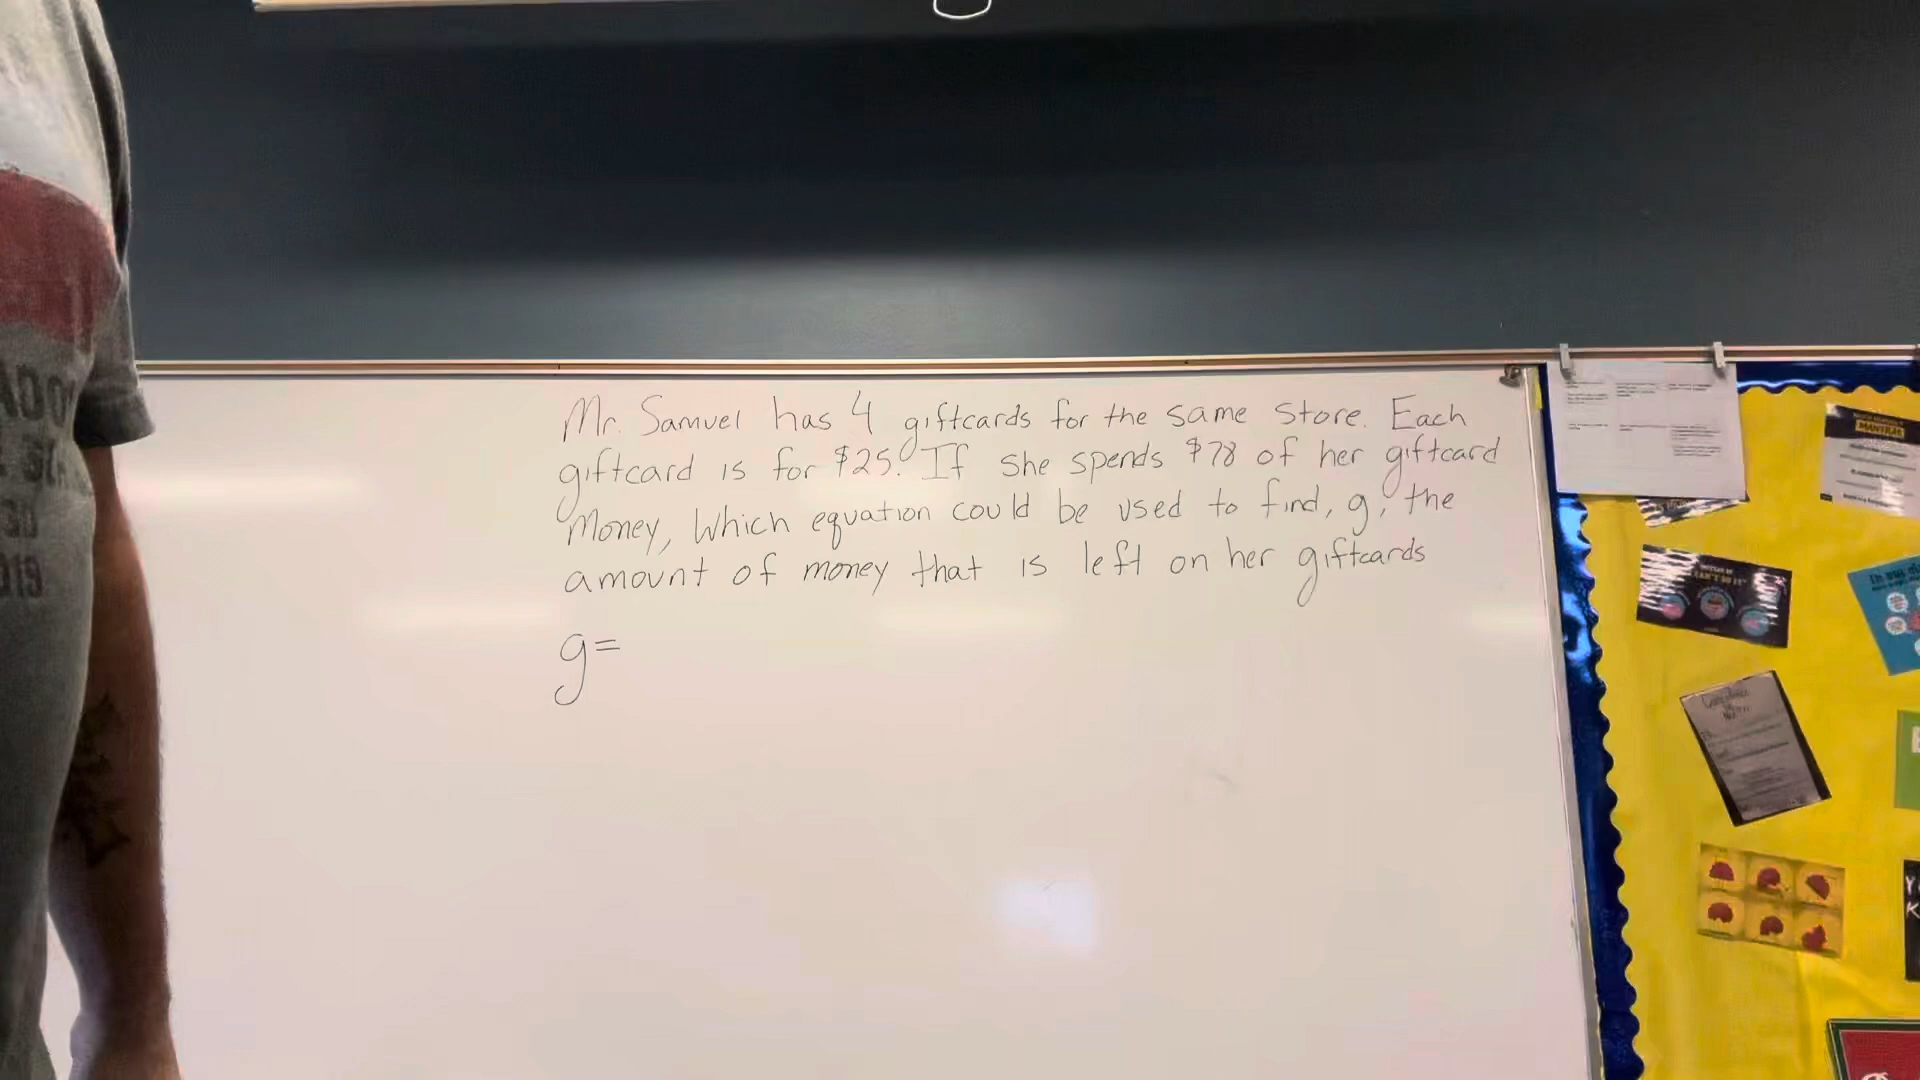 Mr. Samuel has 4 giftcards for the same store. Each
giftcard is for $25. If she spends $78 of her giftcard
Money, Which equation could be used to find, g, the
amount of money that is left on her giftcards
g=
MANTRAS